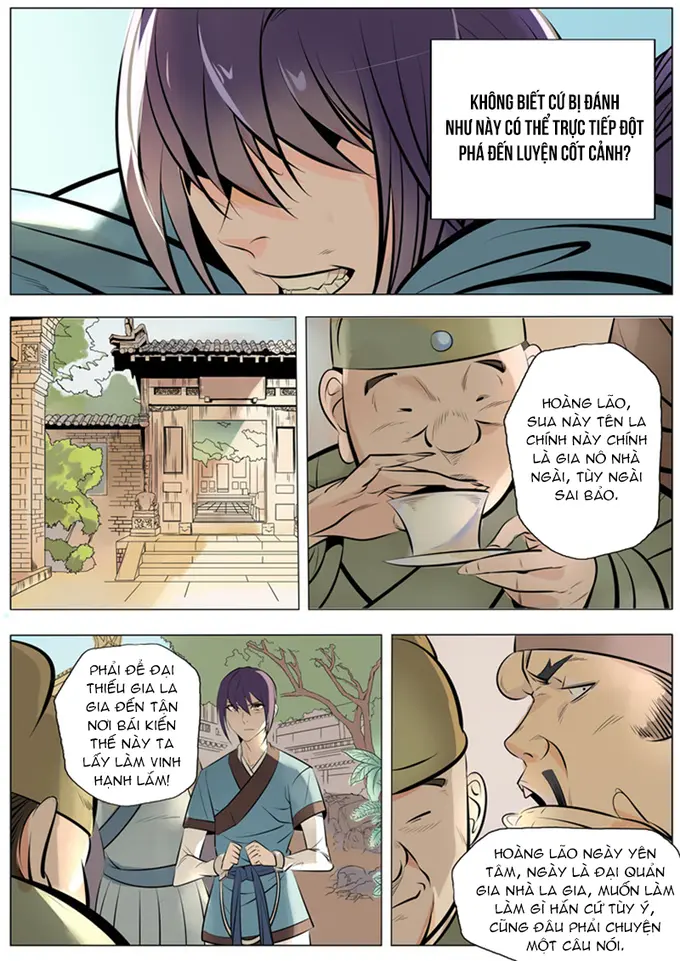 KHÔNG BIẾT CỨ BỊ ĐÁNH
NHƯ NÀY CÓ THỂ TRỰC TIẾP ĐỘT
PHÁ ĐẾN LUYỆN CỐT CẢNH?
HOÀNG LÃO,
SUA NÀY TÊN LA
CHÍNH NÀY CHÍNH
LÀ GIA NÔ NHÀ
NGÀI, TÙY NGÀI
SAI BẢO.
PHẢI ĐỂ ĐẠI
THIẾU GIA LA
GIA ĐẾN TẬN
NƠI BÁI KIẾN
THẾ NÀY TA
LẤY LÀM VINH
HẠNH LÁM!
HOÀNG LÃO NGÀY YÊN
TÂM, NGÀY LÀ ĐẠI QUÁN
GIA NHÀ LA GIA, MUỐN LÀM
LÀM GÌ HẮN CỨ TÙY Ý,
CŨNG ĐÂU PHẢI CHUYỆN
MỘT CÂU NÓI.